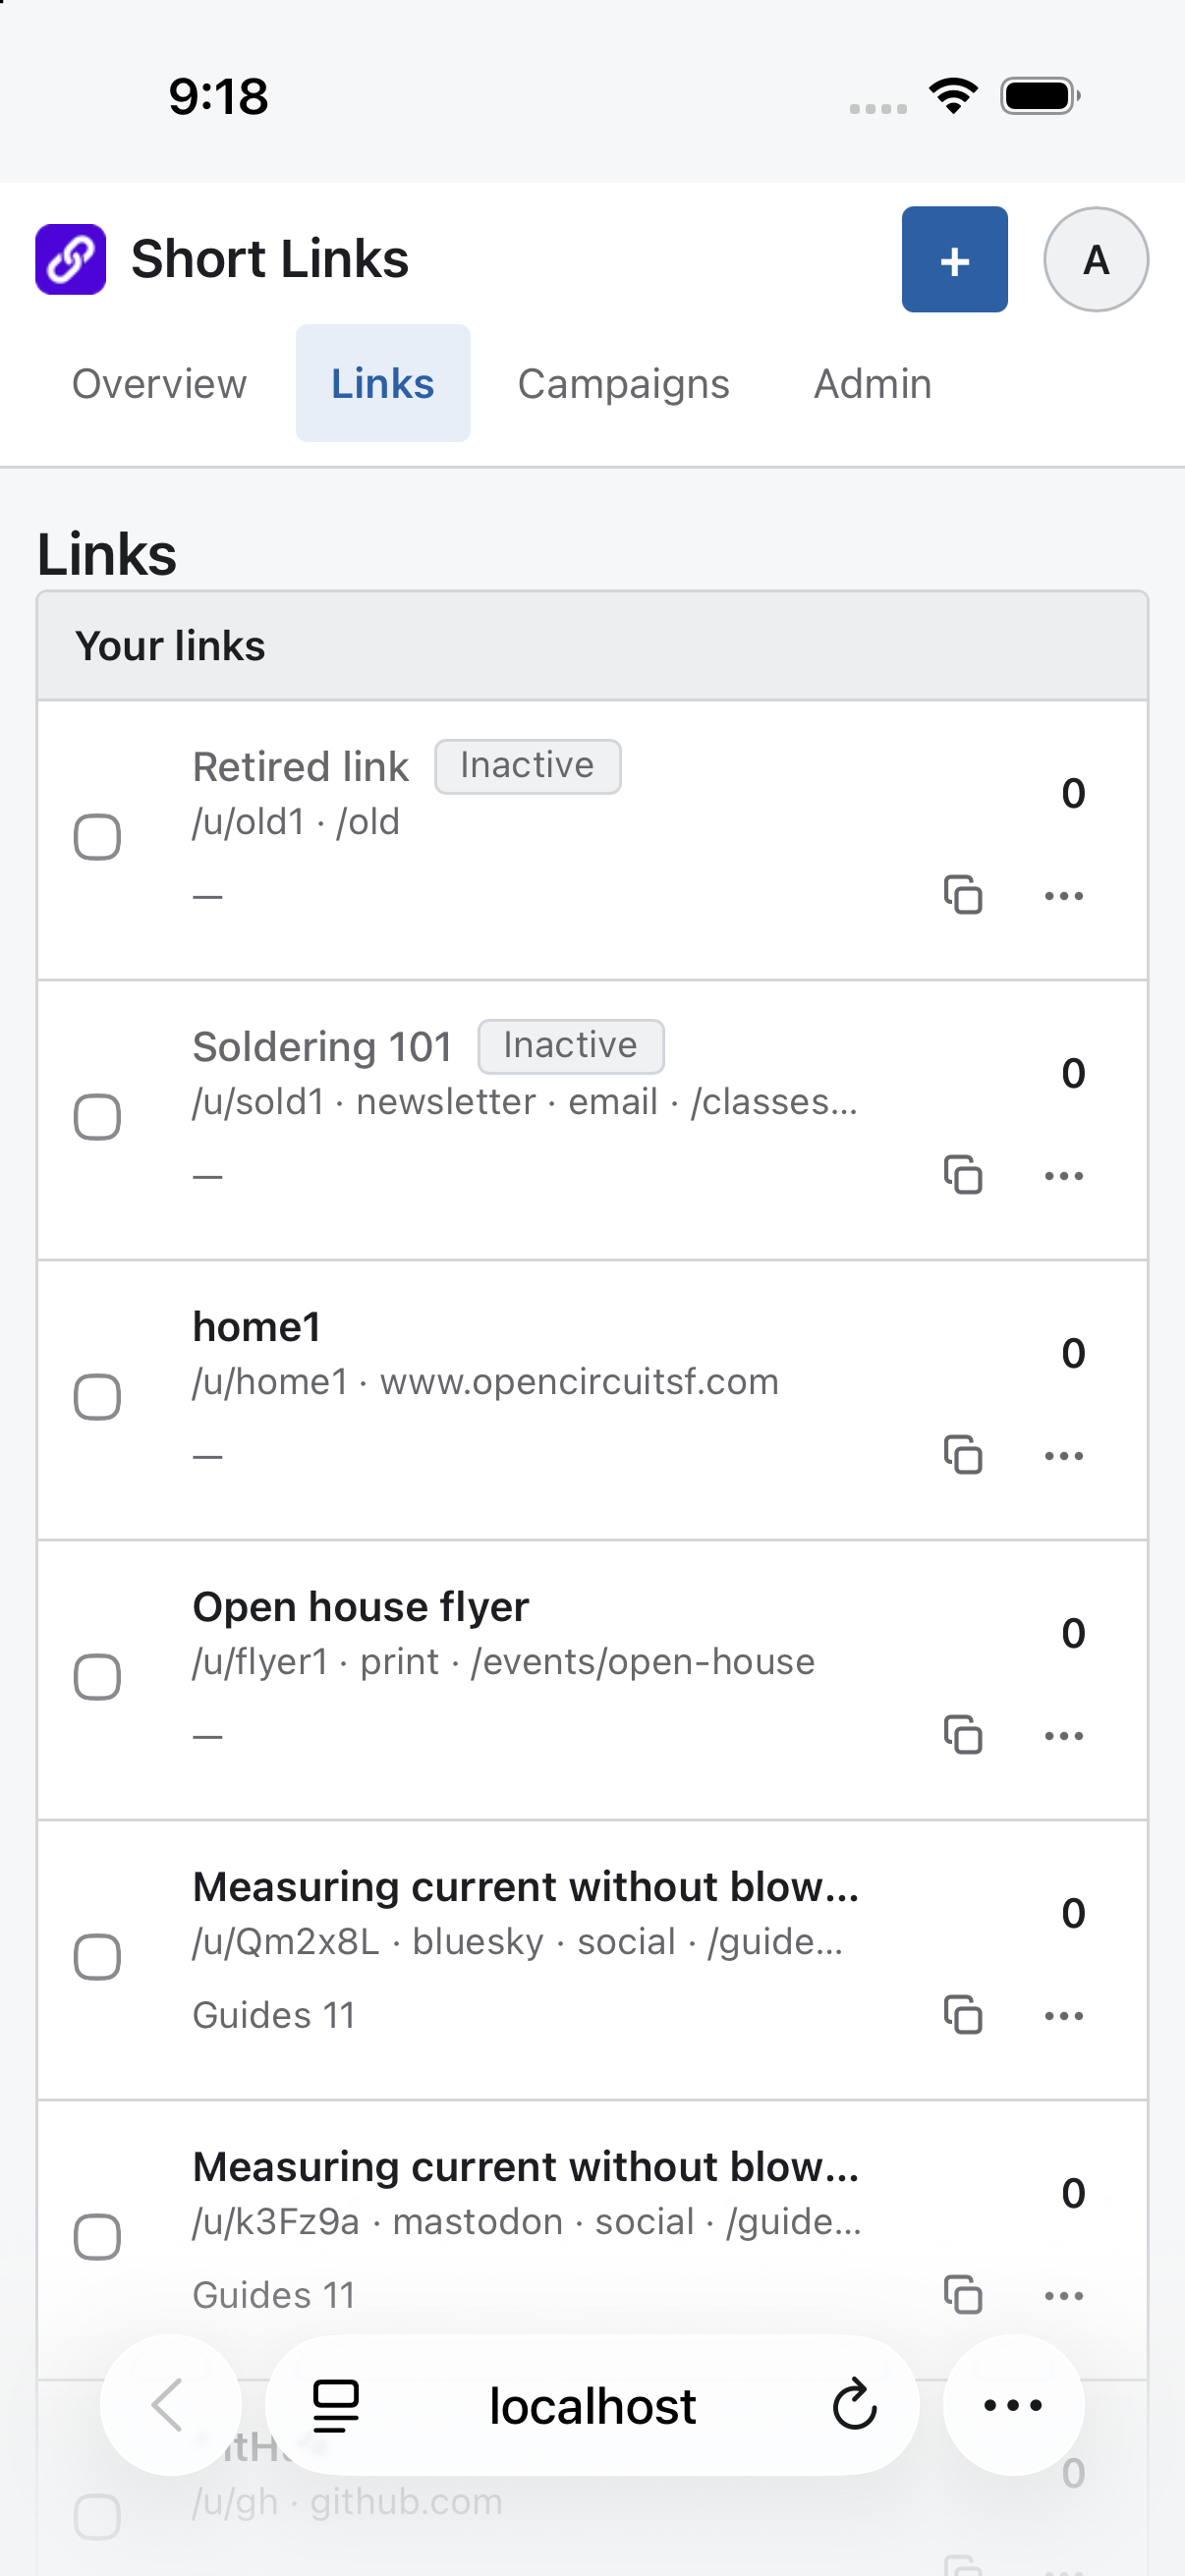 9:18
Short Links
+
A
Overview Links Campaigns Admin
Links
Your links
Retired link Inactive
0
/u/old1 · /old
—
Soldering 101 Inactive
0
/u/sold1 · newsletter · email · /classes...
—
home1
0
/u/home1 · www.opencircuitsf.com
—
Open house flyer
0
/u/flyer1 · print · /events/open-house
—
Measuring current without blow...
0
/u/Qm2x8L · bluesky · social · /guide...
Guides 11
Measuring current without blow...
0
/u/k3Fz9a · mastodon · social · /guide...
Guides 11
localhost
0
/u/gh · github.com